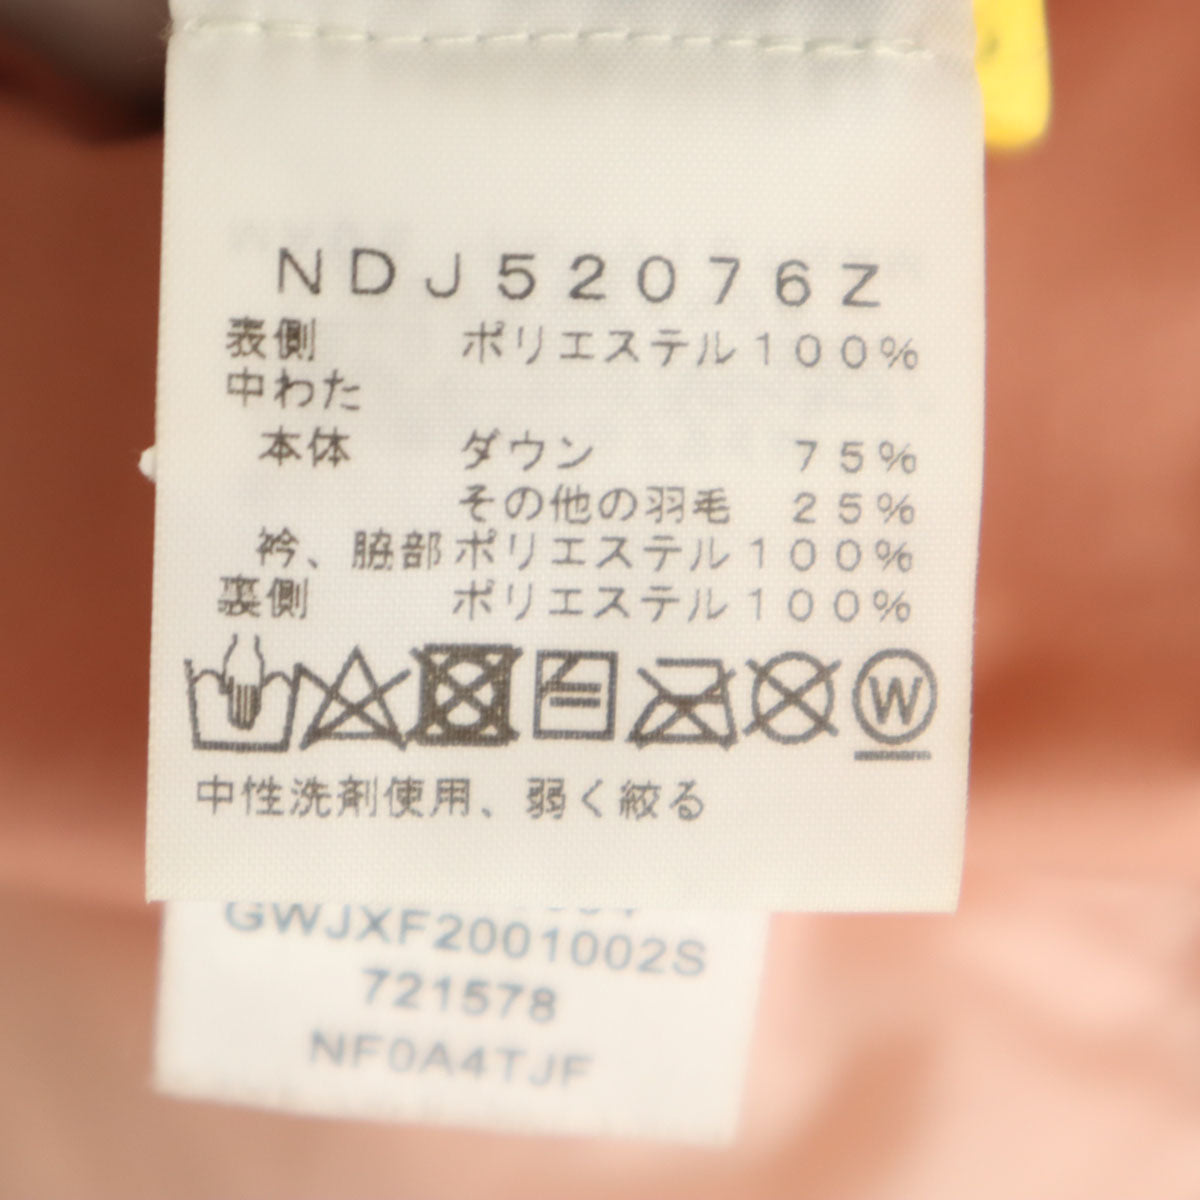 NDJ52076Z
表側 ポリエステル100%
中わた
本体 ダウン 75%
その他の羽毛 25%
衿、脇部 ポリエステル100%
裏側 ポリエステル100%
W
中性洗剤使用、弱く絞る
GWJXF2001002S
721578
NF0A4TJF